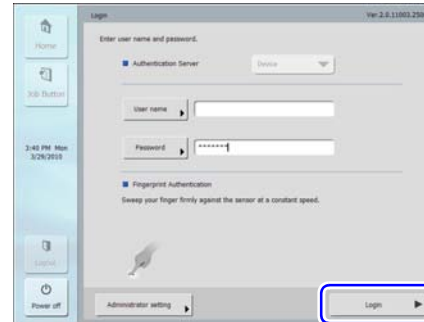 Login
Ver.2.0.11003.250
Enter user name and password.
Home
Authentication Server
Device
Job Button
User name
Password
*******
3:40 PM Mon
3/29/2010
Fingerprint Authentication
Sweep your finger firmly against the sensor at a constant speed.
Logout
Power off
Administrator setting
Login